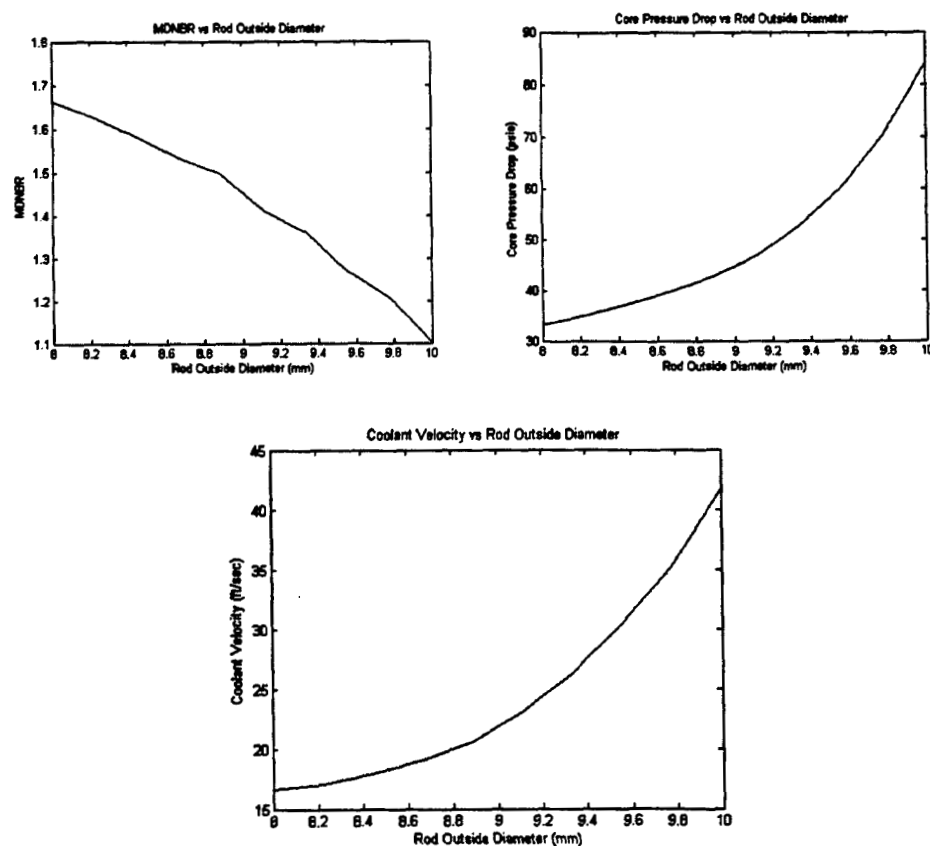 MDNBR vs Rod Outside Diameter
1.8
1.7
1.6
1.5
1.4
1.3
1.2
1.1
MDNBR
8 8.2 8.4 8.6 8.8 9 9.2 9.4 9.6 9.8 10
Rod Outside Diameter (mm)
Core Pressure Drop vs Rod Outside Diameter
90
80
70
60
50
40
30
Core Pressure Drop (psia)
8 8.2 8.4 8.6 8.8 9 9.2 9.4 9.6 9.8 10
Rod Outside Diameter (mm)
Coolant Velocity vs Rod Outside Diameter
45
40
35
30
25
20
15
Coolant Velocity (ft/sec)
8 8.2 8.4 8.6 8.8 9 9.2 9.4 9.6 9.8 10
Rod Outside Diameter (mm)